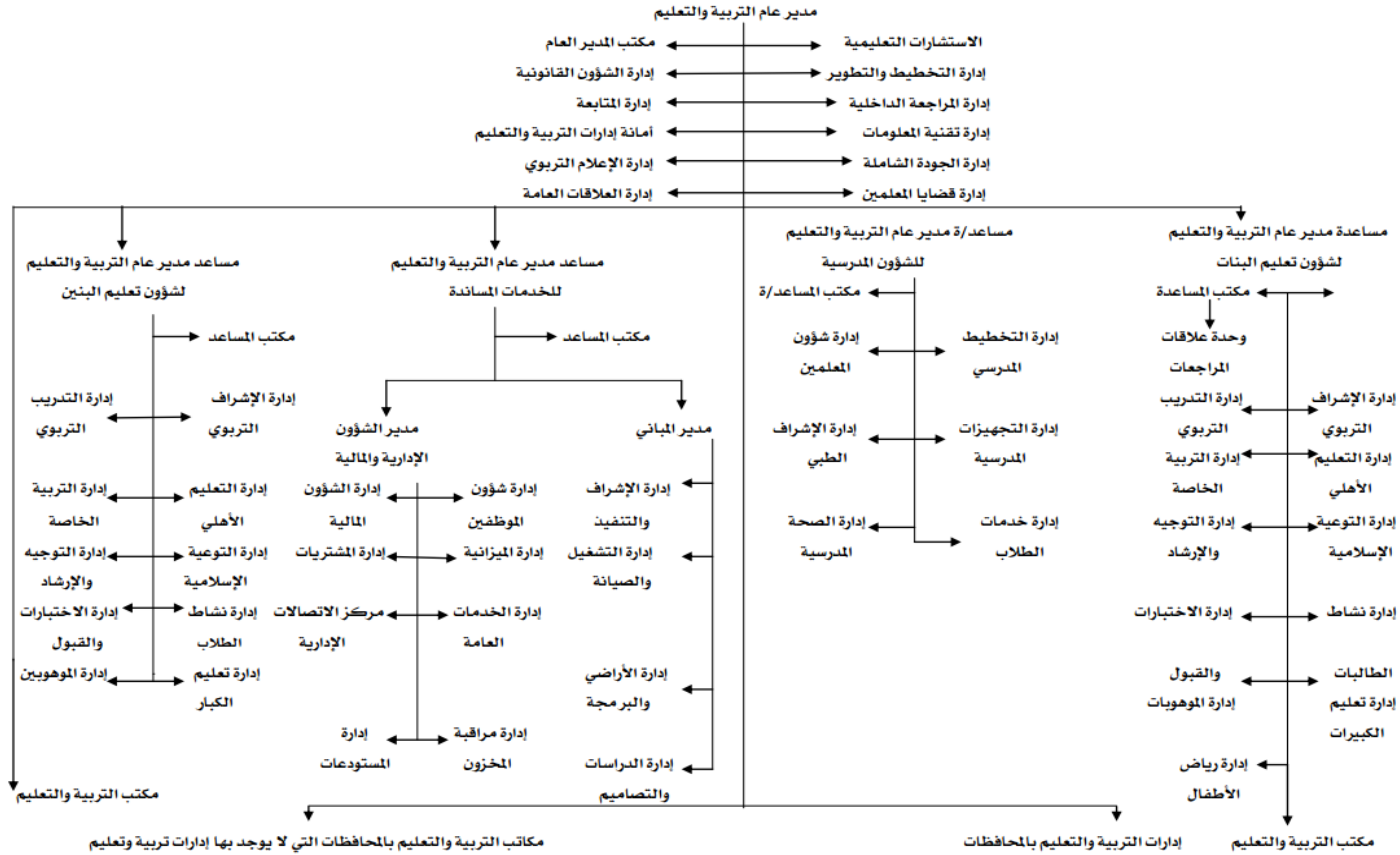 مدير عام التربية والتعليم
الاستشارات التعليمية
مكتب المدير العام
إدارة التخطيط والتطوير
إدارة الشؤون القانونية
إدارة المراجعة الداخلية
إدارة المتابعة
إدارة تقنية المعلومات
أمانة إدارات التربية والتعليم
إدارة الجودة الشاملة
إدارة الإعلام التربوي
إدارة قضايا المعلمين
إدارة العلاقات العامة
مساعدة مدير عام التربية والتعليم
لشؤون تعليم البنات
مكتب المساعدة
وحدة علاقات
المراجعات
إدارة الإشراف
التربوي
إدارة التدريب
التربوي
إدارة التعليم
الأهلي
إدارة التربية
الخاصة
إدارة التوعية
الإسلامية
إدارة التوجيه
والإرشاد
إدارة نشاط
الطالبات
إدارة الاختبارات
والقبول
إدارة تعليم
الكبيرات
إدارة الموهوبات
إدارة رياض
الأطفال
مكتب التربية والتعليم
مساعد/ة مدير عام التربية والتعليم
للشؤون المدرسية
مكتب المساعد/ة
إدارة التخطيط
المدرسي
إدارة شؤون
المعلمين
إدارة التجهيزات
المدرسية
إدارة الإشراف
الطبي
إدارة خدمات
الطلاب
إدارة الصحة
المدرسية
مساعد مدير عام التربية والتعليم
للخدمات المساندة
مكتب المساعد
مدير المباني
إدارة الإشراف
والتنفيذ
إدارة التشغيل
والصيانة
إدارة الأراضي
والبرمجة
إدارة الدراسات
والتصاميم
مدير الشؤون
الإدارية والمالية
إدارة شؤون
الموظفين
إدارة الشؤون
المالية
إدارة الميزانية
إدارة المشتريات
إدارة الخدمات
العامة
مركز الاتصالات
الإدارية
إدارة مراقبة
المخزون
إدارة
المستودعات
مساعد مدير عام التربية والتعليم
لشؤون تعليم البنين
مكتب المساعد
إدارة الإشراف
التربوي
إدارة التدريب
التربوي
إدارة التعليم
الأهلي
إدارة التربية
الخاصة
إدارة التوعية
الإسلامية
إدارة التوجيه
والإرشاد
إدارة نشاط
الطلاب
إدارة الاختبارات
والقبول
إدارة تعليم
الكبار
إدارة الموهوبين
مكتب التربية والتعليم
إدارات التربية والتعليم بالمحافظات
مكاتب التربية والتعليم بالمحافظات التي لا يوجد بها إدارات تربية وتعليم